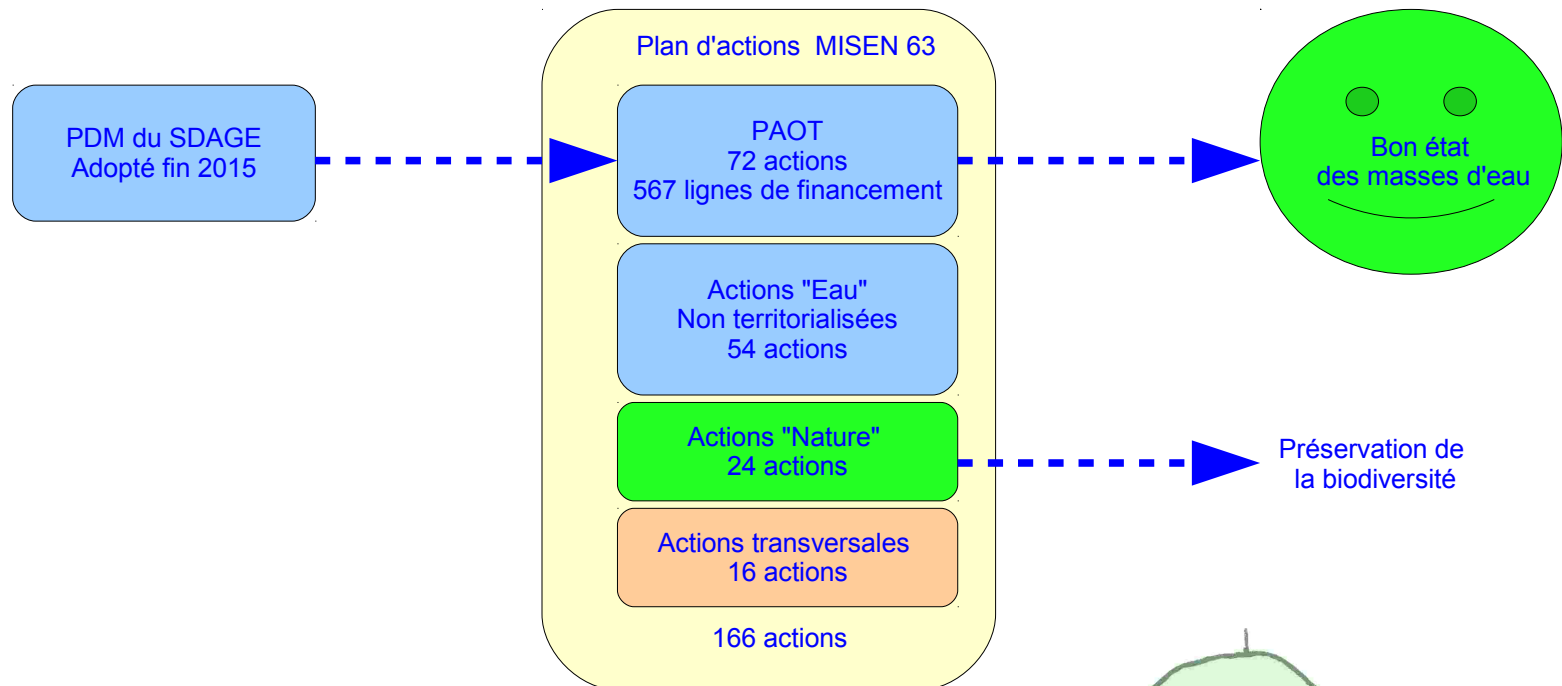 Plan d'actions MISEN 63
PDM du SDAGE
Adopté fin 2015
PAOT
72 actions
567 lignes de financement
Bon état
des masses d'eau
Actions "Eau"
Non territorialisées
54 actions
Actions "Nature"
24 actions
Préservation de
la biodiversité
Actions transversales
16 actions
166 actions